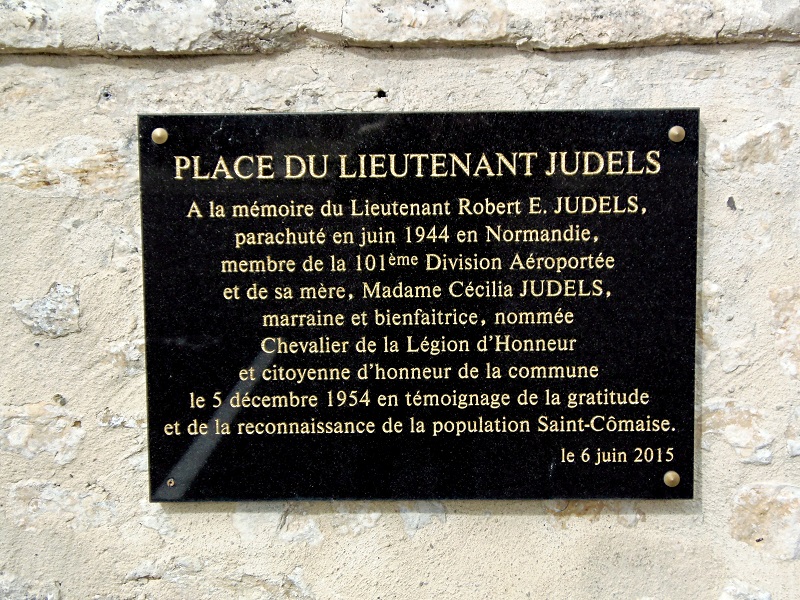 PLACE DU LIEUTENANT JUDELS
A la mémoire du Lieutenant Robert E. JUDELS,
parachuté en juin 1944 en Normandie,
membre de la 101ème Division Aéroportée
et de sa mère, Madame Cécilia JUDELS,
marraine et bienfaitrice, nommée
Chevalier de la Légion d'Honneur
et citoyenne d'honneur de la commune
le 5 décembre 1954 en témoignage de la gratitude
et de la reconnaissance de la population Saint-Cômaise.
le 6 juin 2015